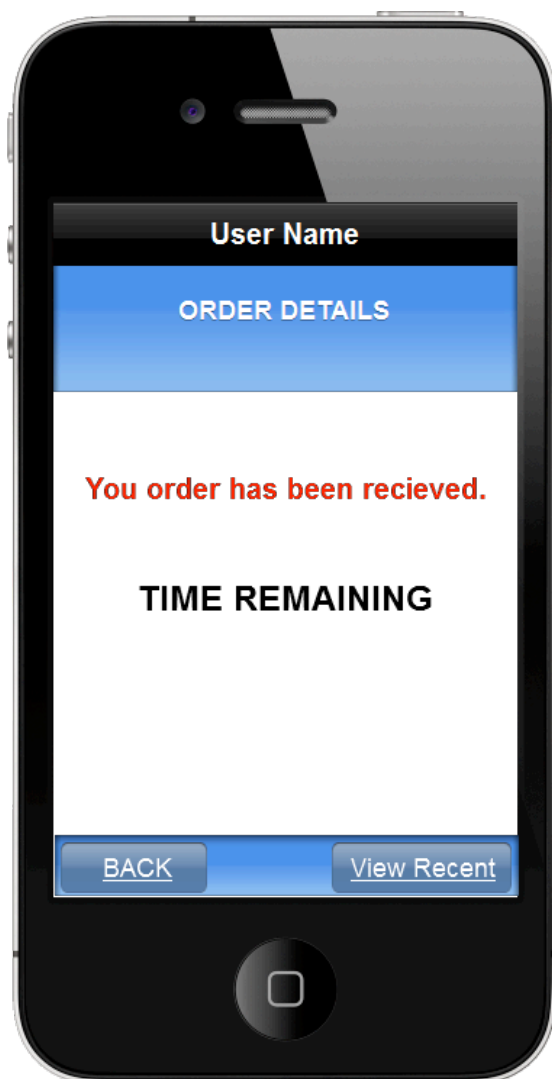 User Name
ORDER DETAILS
You order has been recieved.
TIME REMAINING
BACK
View Recent